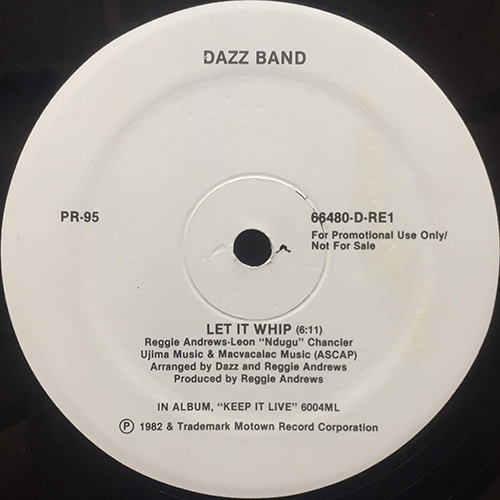 DAZZ BAND
PR-95
66480-D-RE1
For Promotional Use Only/
Not For Sale
LET IT WHIP (6:11)
Reggie Andrews-Leon "Ndugu" Chancler
Ujima Music & Macvacalac Music (ASCAP)
Arranged by Dazz and Reggie Andrews
Produced by Reggie Andrews
IN ALBUM, "KEEP IT LIVE" 6004ML
℗ 1982 & Trademark Motown Record Corporation